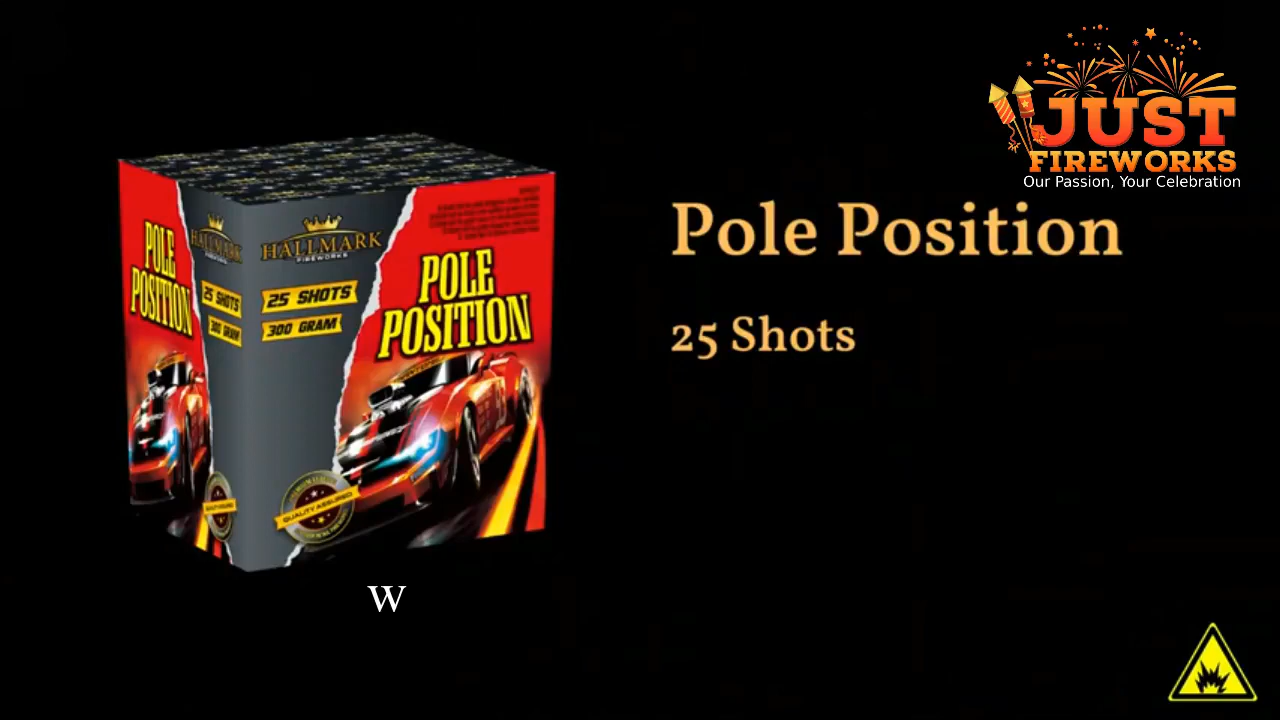 JUST
FIREWORKS
Our Passion, Your Celebration
Pole Position
25 Shots
POLE
POSITION
HALLMARK
25 SHOTS
300 GRAM
HALLMARK
FIREWORKS
25 SHOTS
300 GRAM
POLE
POSITION
QUALITY ASSURED
W